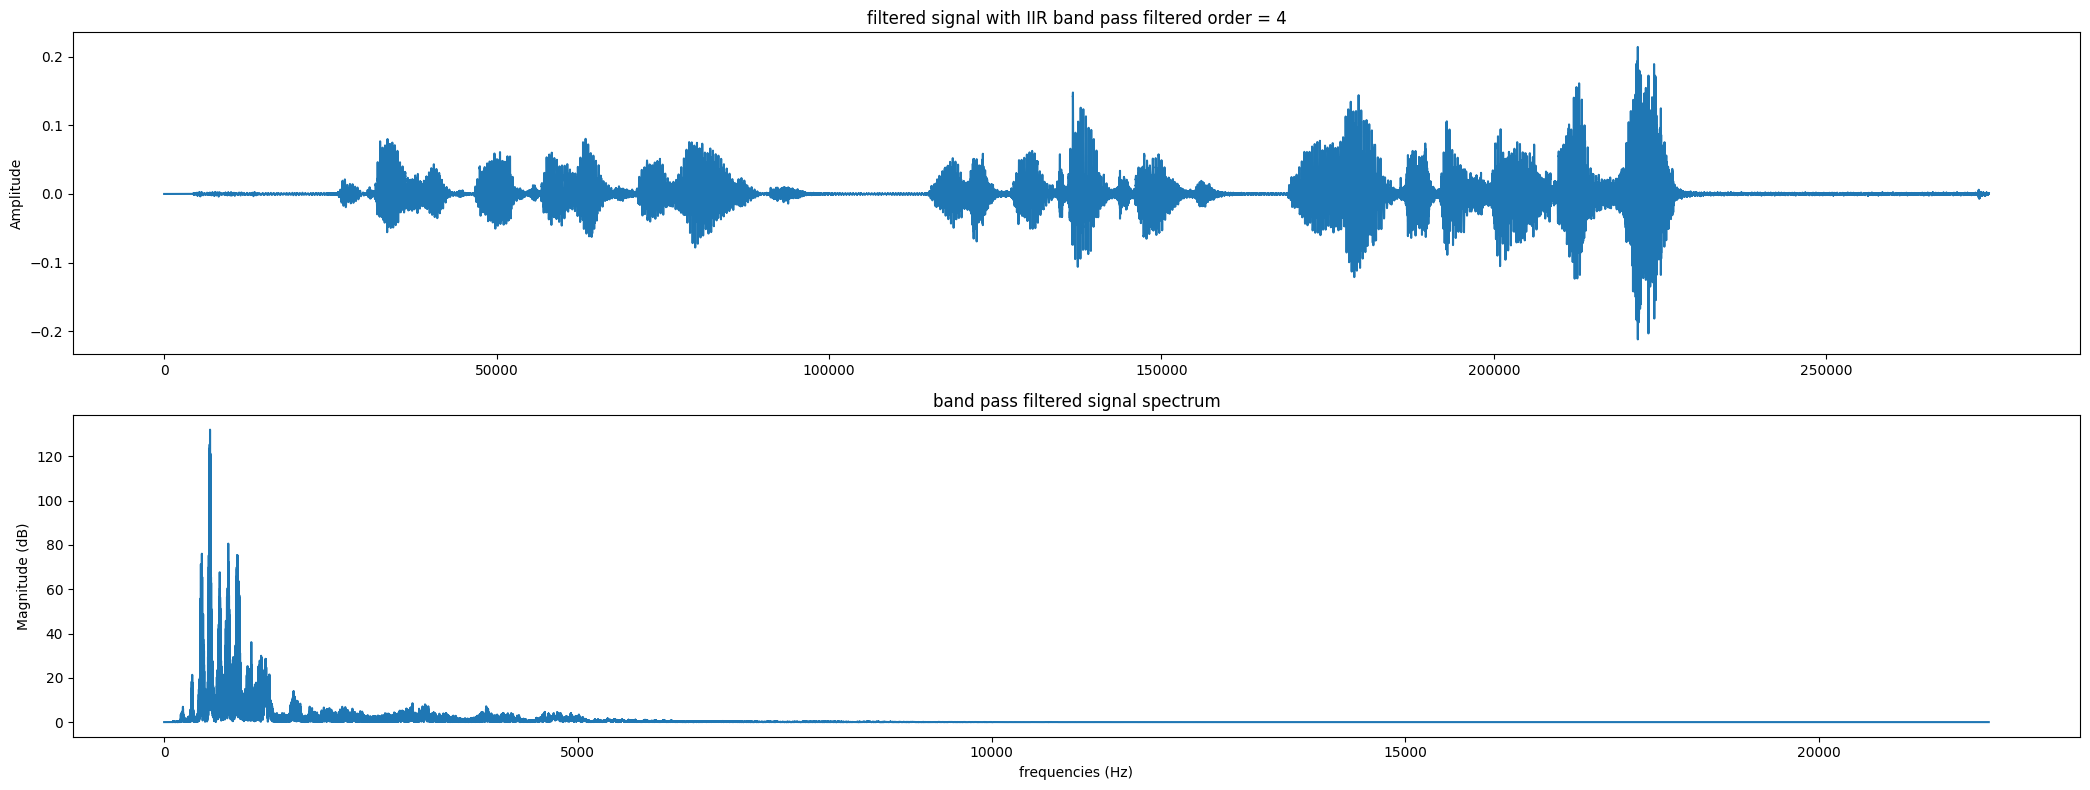 filtered signal with IIR band pass filtered order = 4
0.2
0.1
0.0
−0.1
−0.2
Amplitude
0 50000 100000 150000 200000 250000
band pass filtered signal spectrum
120
100
80
60
40
20
0
Magnitude (dB)
0 5000 10000 15000 20000
frequencies (Hz)